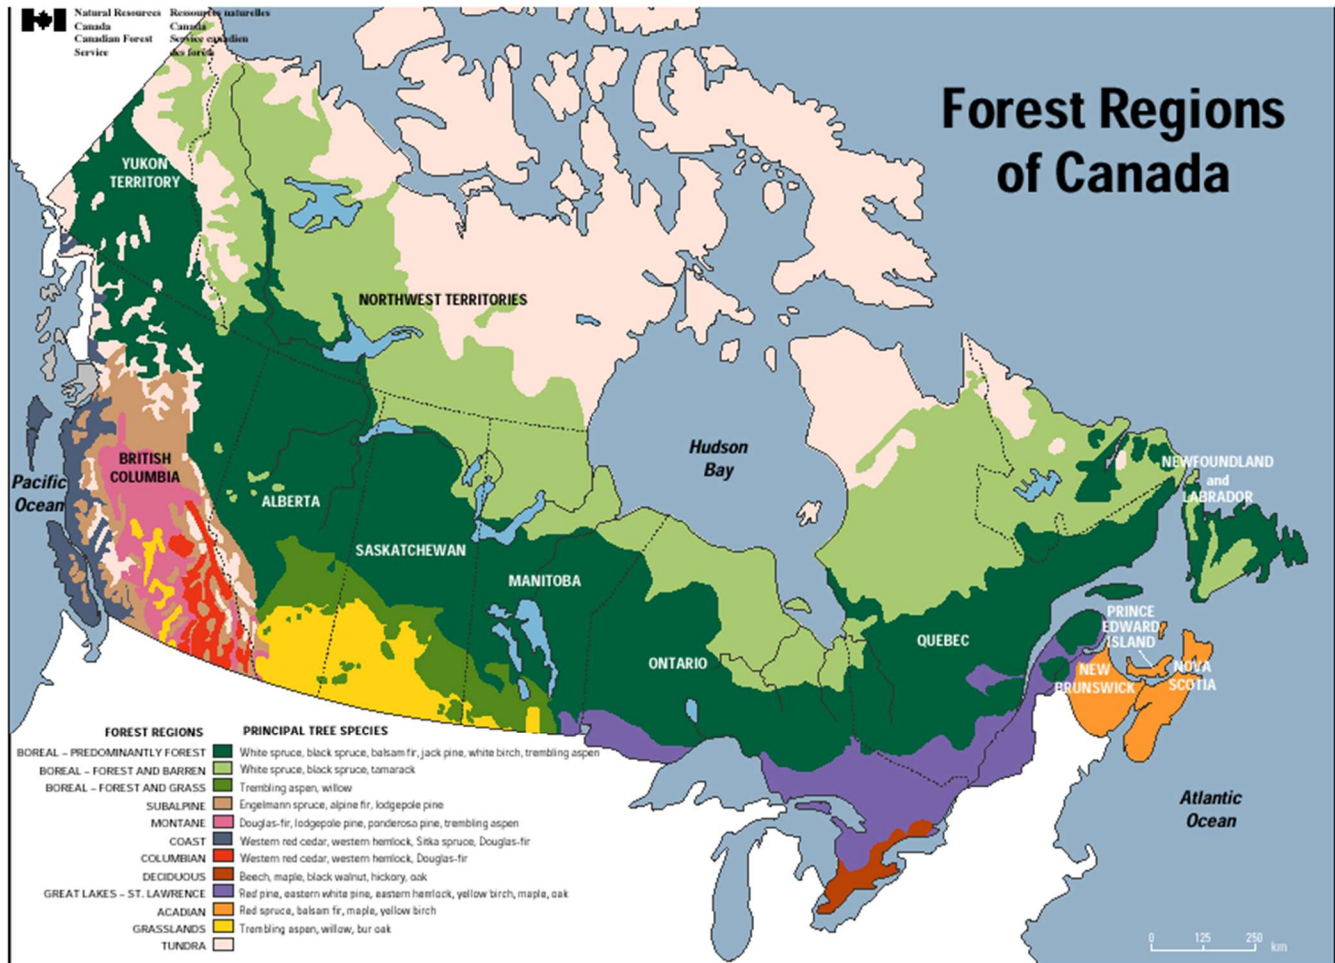 Natural Resources Canada
Canadian Forest Service
Ressources naturelles Canada
Service canadien des forêts
Forest Regions
of Canada
YUKON
TERRITORY
NORTHWEST TERRITORIES
Hudson
Bay
BRITISH
COLUMBIA
Pacific
Ocean
ALBERTA
SASKATCHEWAN
MANITOBA
ONTARIO
QUEBEC
NEWFOUNDLAND
and
LABRADOR
PRINCE
EDWARD
ISLAND
NEW
BRUNSWICK
NOVA
SCOTIA
Atlantic
Ocean
FOREST REGIONS PRINCIPAL TREE SPECIES
BOREAL – PREDOMINANTLY FOREST White spruce, black spruce, balsam fir, jack pine, white birch, trembling aspen
BOREAL – FOREST AND BARREN White spruce, black spruce, tamarack
BOREAL – FOREST AND GRASS Trembling aspen, willow
SUBALPINE Engelmann spruce, alpine fir, lodgepole pine
MONTANE Douglas-fir, lodgepole pine, ponderosa pine, trembling aspen
COAST Western red cedar, western hemlock, Sitka spruce, Douglas-fir
COLUMBIAN Western red cedar, western hemlock, Douglas-fir
DECIDUOUS Beech, maple, black walnut, hickory, oak
GREAT LAKES – ST. LAWRENCE Red pine, eastern white pine, eastern hemlock, yellow birch, maple, oak
ACADIAN Red spruce, balsam fir, maple, yellow birch
GRASSLANDS Trembling aspen, willow, bur oak
TUNDRA
0 125 250 km